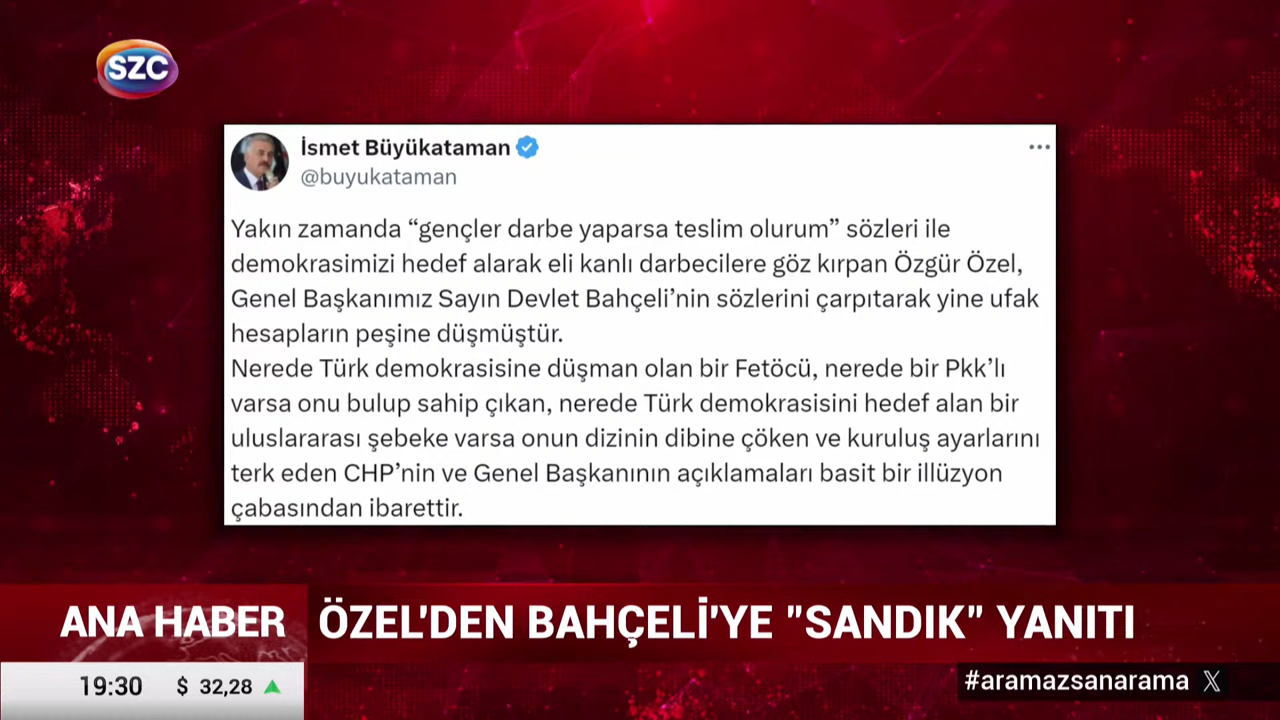 SZC
İsmet Büyükataman
@buyukataman
Yakın zamanda “gençler darbe yaparsa teslim olurum” sözleri ile
demokrasimizi hedef alarak eli kanlı darbecilere göz kırpan Özgür Özel,
Genel Başkanımız Sayın Devlet Bahçeli’nin sözlerini çarpıtarak yine ufak
hesapların peşine düşmüştür.
Nerede Türk demokrasisine düşman olan bir Fetöcü, nerede bir Pkk’lı
varsa onu bulup sahip çıkan, nerede Türk demokrasisini hedef alan bir
uluslararası şebeke varsa onun dizinin dibine çöken ve kuruluş ayarlarını
terk eden CHP’nin ve Genel Başkanının açıklamaları basit bir illüzyon
çabasından ibarettir.
ANA HABER
ÖZEL'DEN BAHÇELİ'YE "SANDIK" YANITI
19:30 $ 32,28
#aramazsanarama X